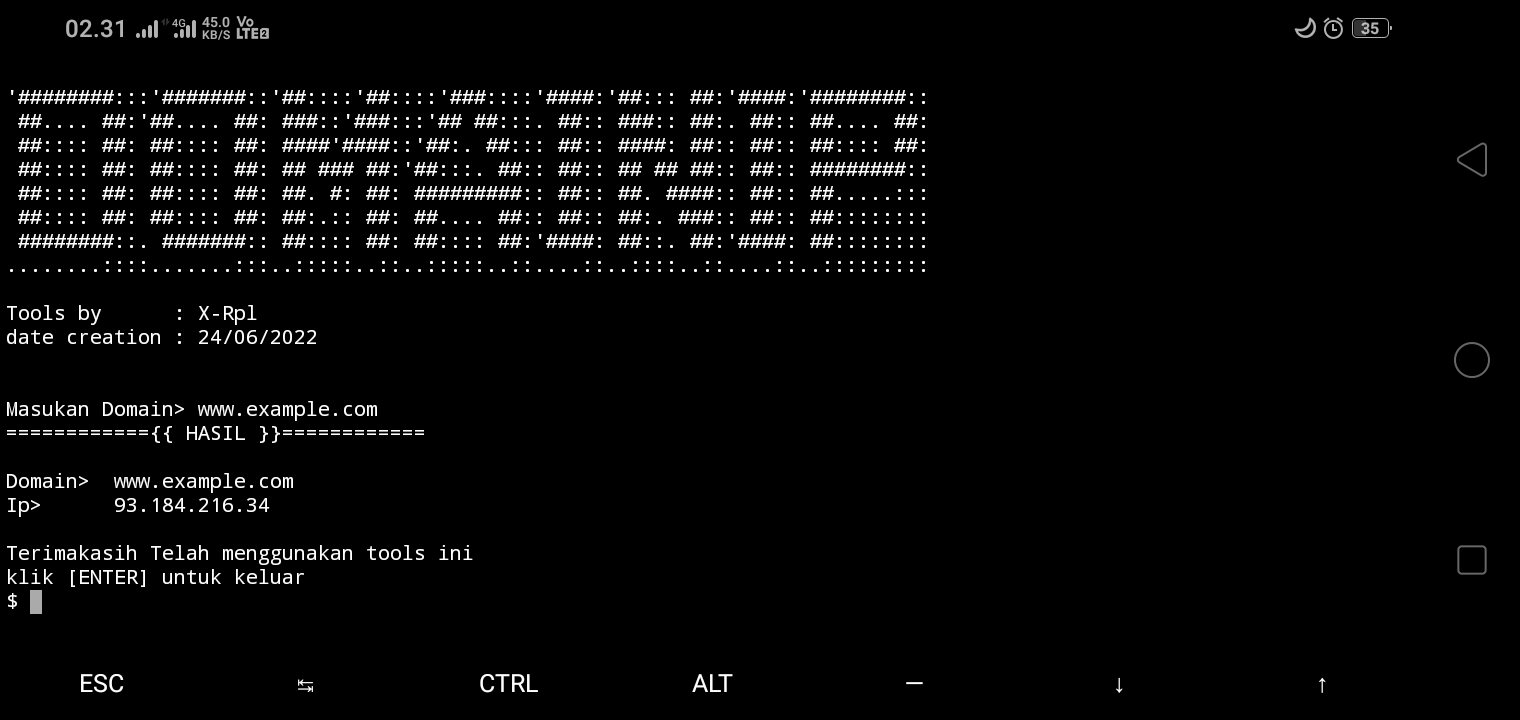 02.31 4G 45.0 KB/S Vo LTE2 35
'########:::'#######::'##::::'##::::'###::::'####:'##::: ##:'####:'########::
 ##.... ##:'##.... ##: ###::'###:::'## ##:::. ##:: ###:: ##:. ##:: ##.... ##:
 ##:::: ##: ##:::: ##: ####'####::'##:. ##::: ##:: ####: ##:: ##:: ##:::: ##:
 ##:::: ##: ##:::: ##: ## ### ##:'##:::. ##:: ##:: ## ## ##:: ##:: ########::
 ##:::: ##: ##:::: ##: ##. #: ##: #########:: ##:: ##. ####:: ##:: ##.....:::
 ##:::: ##: ##:::: ##: ##:.:: ##: ##.... ##:: ##:: ##:. ###:: ##:: ##::::::::
 ########::. #######:: ##:::: ##: ##:::: ##:'####: ##::. ##:'####: ##::::::::
........::::.......:::..:::::..::..:::::..::....::..::::..::....::..:::::::::
Tools by      : X-Rpl
date creation : 24/06/2022
Masukan Domain> www.example.com
============{{ HASIL }}============
Domain>  www.example.com
Ip>      93.184.216.34
Terimakasih Telah menggunakan tools ini
klik [ENTER] untuk keluar
$
ESC ↹ CTRL ALT — ↓ ↑